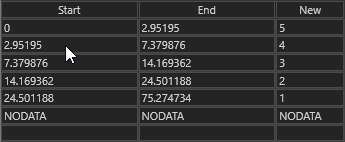 Start End New
0 2.95195 5
2.95195 7.379876 4
7.379876 14.169362 3
14.169362 24.501188 2
24.501188 75.274734 1
NODATA NODATA NODATA